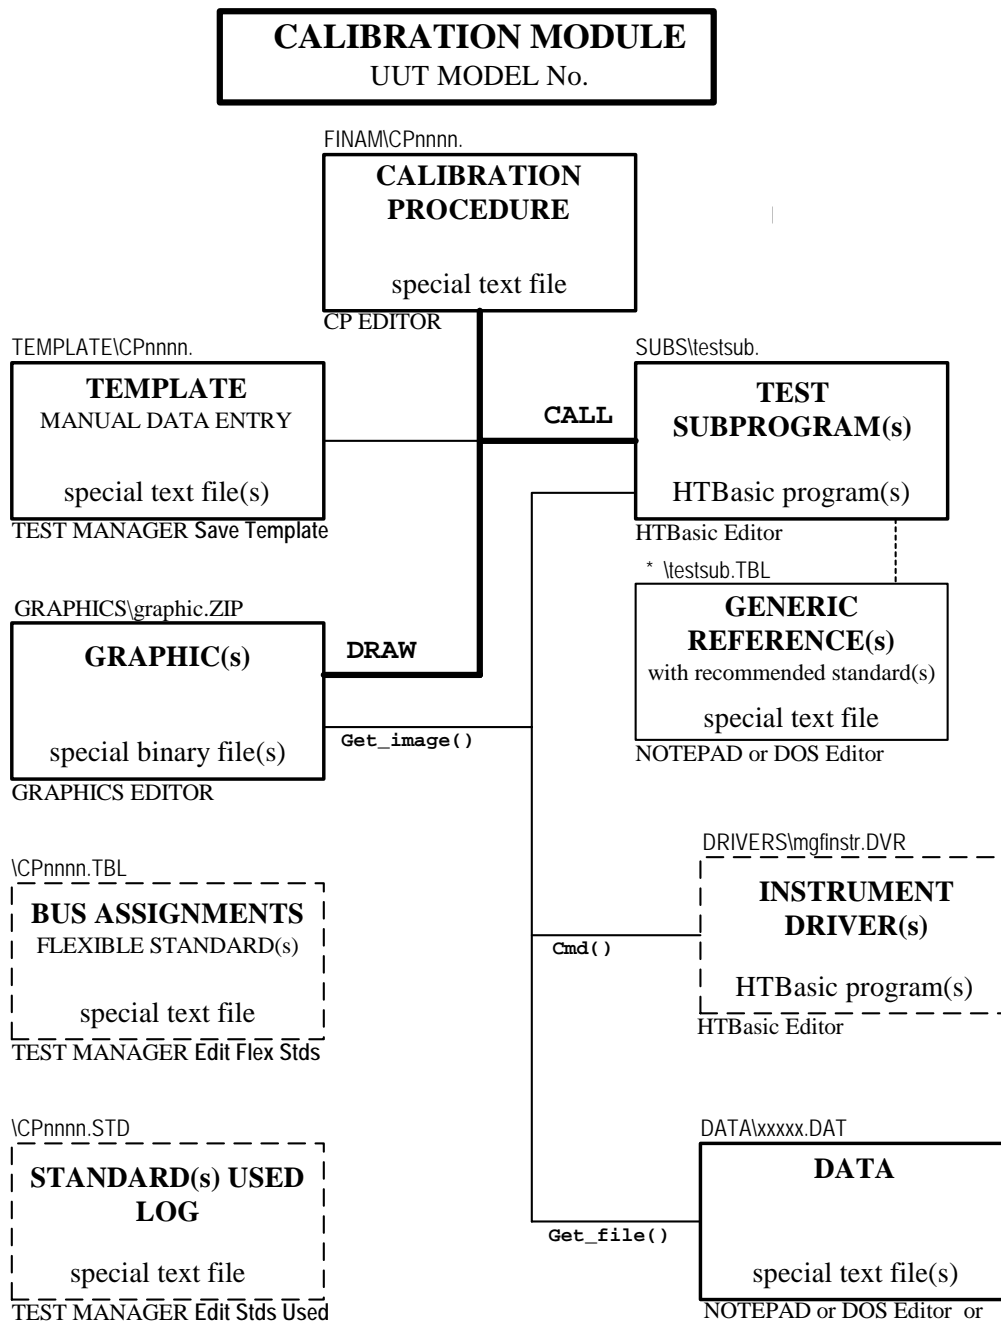 CALIBRATION MODULE
UUT MODEL No.
FINAM\CPnnnn.
CALIBRATION
PROCEDURE
special text file
CP EDITOR
TEMPLATE\CPnnnn.
TEMPLATE
MANUAL DATA ENTRY
special text file(s)
TEST MANAGER Save Template
CALL
SUBS\testsub.
TEST
SUBPROGRAM(s)
HTBasic program(s)
HTBasic Editor
* \testsub.TBL
GENERIC
REFERENCE(s)
with recommended standard(s)
special text file
NOTEPAD or DOS Editor
GRAPHICS\graphic.ZIP
GRAPHIC(s)
special binary file(s)
GRAPHICS EDITOR
DRAW
Get_image()
\CPnnnn.TBL
BUS ASSIGNMENTS
FLEXIBLE STANDARD(s)
special text file
TEST MANAGER Edit Flex Stds
DRIVERS\mgfinstr.DVR
INSTRUMENT
DRIVER(s)
HTBasic program(s)
HTBasic Editor
Cmd()
\CPnnnn.STD
STANDARD(s) USED
LOG
special text file
TEST MANAGER Edit Stds Used
DATA\xxxxx.DAT
DATA
special text file(s)
NOTEPAD or DOS Editor or
Get_file()